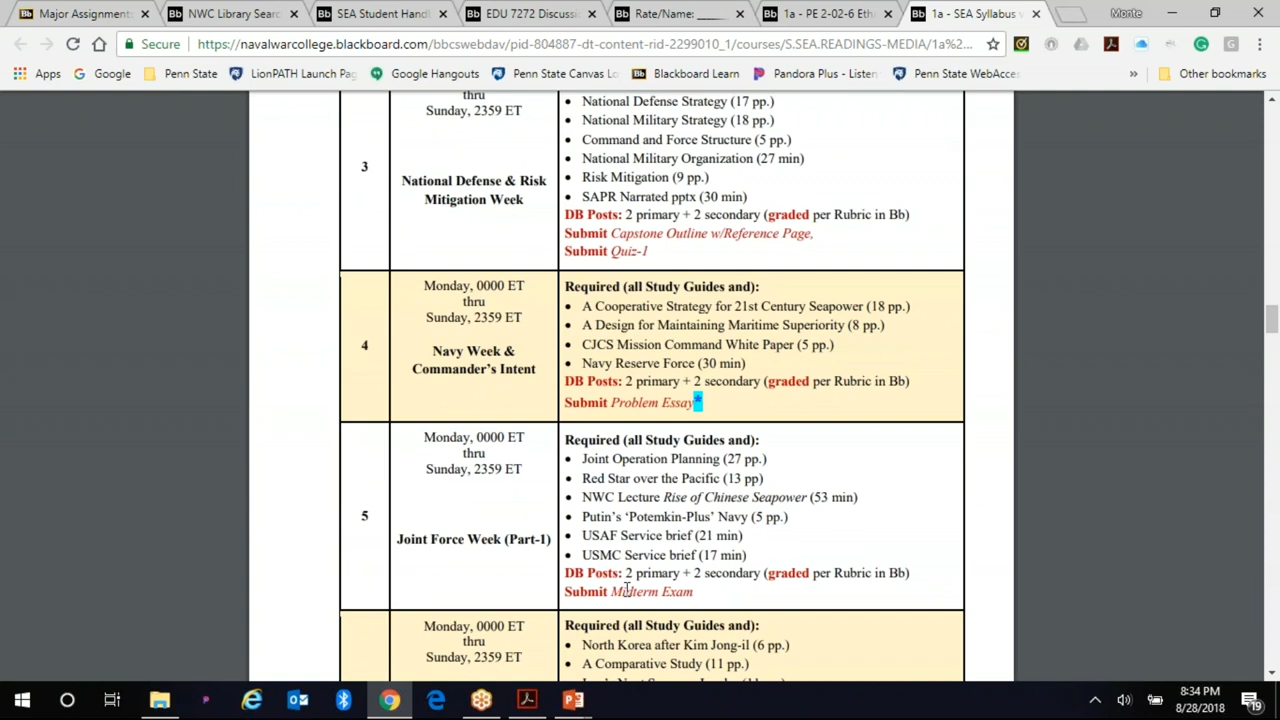 Major Assignment
NWC Library Sear
SEA Student Hand
EDU 7272 Discuss
Rate/Name: _____
1a - PE 2-02-6 Eth
1a - SEA Syllabus
Monte
Secure
https://navalwarcollege.blackboard.com/bbcswebdav/pid-804887-dt-content-rid-2299010_1/courses/S.SEA.READINGS-MEDIA/1a%2...
Apps
Google
Penn State
LionPATH Launch Pa
Google Hangouts
Penn State Canvas Lo
Blackboard Learn
Pandora Plus - Listen
Penn State WebAcce
»
Other bookmarks
3
thru
Sunday, 2359 ET
National Defense & Risk
Mitigation Week
• National Defense Strategy (17 pp.)
• National Military Strategy (18 pp.)
• Command and Force Structure (5 pp.)
• National Military Organization (27 min)
• Risk Mitigation (9 pp.)
• SAPR Narrated pptx (30 min)
DB Posts: 2 primary + 2 secondary (graded per Rubric in Bb)
Submit Capstone Outline w/Reference Page,
Submit Quiz-1
4
Monday, 0000 ET
thru
Sunday, 2359 ET
Navy Week &
Commander's Intent
Required (all Study Guides and):
• A Cooperative Strategy for 21st Century Seapower (18 pp.)
• A Design for Maintaining Maritime Superiority (8 pp.)
• CJCS Mission Command White Paper (5 pp.)
• Navy Reserve Force (30 min)
DB Posts: 2 primary + 2 secondary (graded per Rubric in Bb)
Submit Problem Essay*
5
Monday, 0000 ET
thru
Sunday, 2359 ET
Joint Force Week (Part-1)
Required (all Study Guides and):
• Joint Operation Planning (27 pp.)
• Red Star over the Pacific (13 pp)
• NWC Lecture Rise of Chinese Seapower (53 min)
• Putin's 'Potemkin-Plus' Navy (5 pp.)
• USAF Service brief (21 min)
• USMC Service brief (17 min)
DB Posts: 2 primary + 2 secondary (graded per Rubric in Bb)
Submit Midterm Exam
Monday, 0000 ET
thru
Sunday, 2359 ET
Required (all Study Guides and):
• North Korea after Kim Jong-il (6 pp.)
• A Comparative Study (11 pp.)
8:34 PM
8/28/2018
19